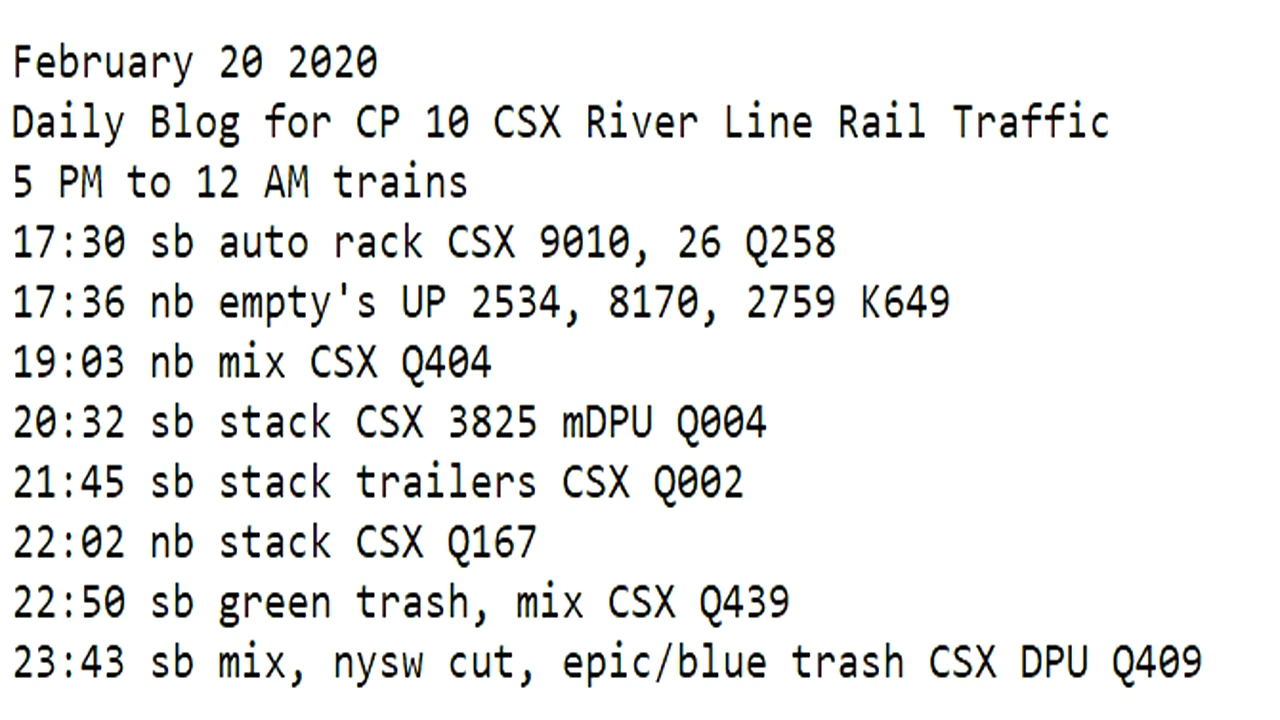 February 20 2020
Daily Blog for CP 10 CSX River Line Rail Traffic
5 PM to 12 AM trains
17:30 sb auto rack CSX 9010, 26 Q258
17:36 nb empty's UP 2534, 8170, 2759 K649
19:03 nb mix CSX Q404
20:32 sb stack CSX 3825 mDPU Q004
21:45 sb stack trailers CSX Q002
22:02 nb stack CSX Q167
22:50 sb green trash, mix CSX Q439
23:43 sb mix, nysw cut, epic/blue trash CSX DPU Q409